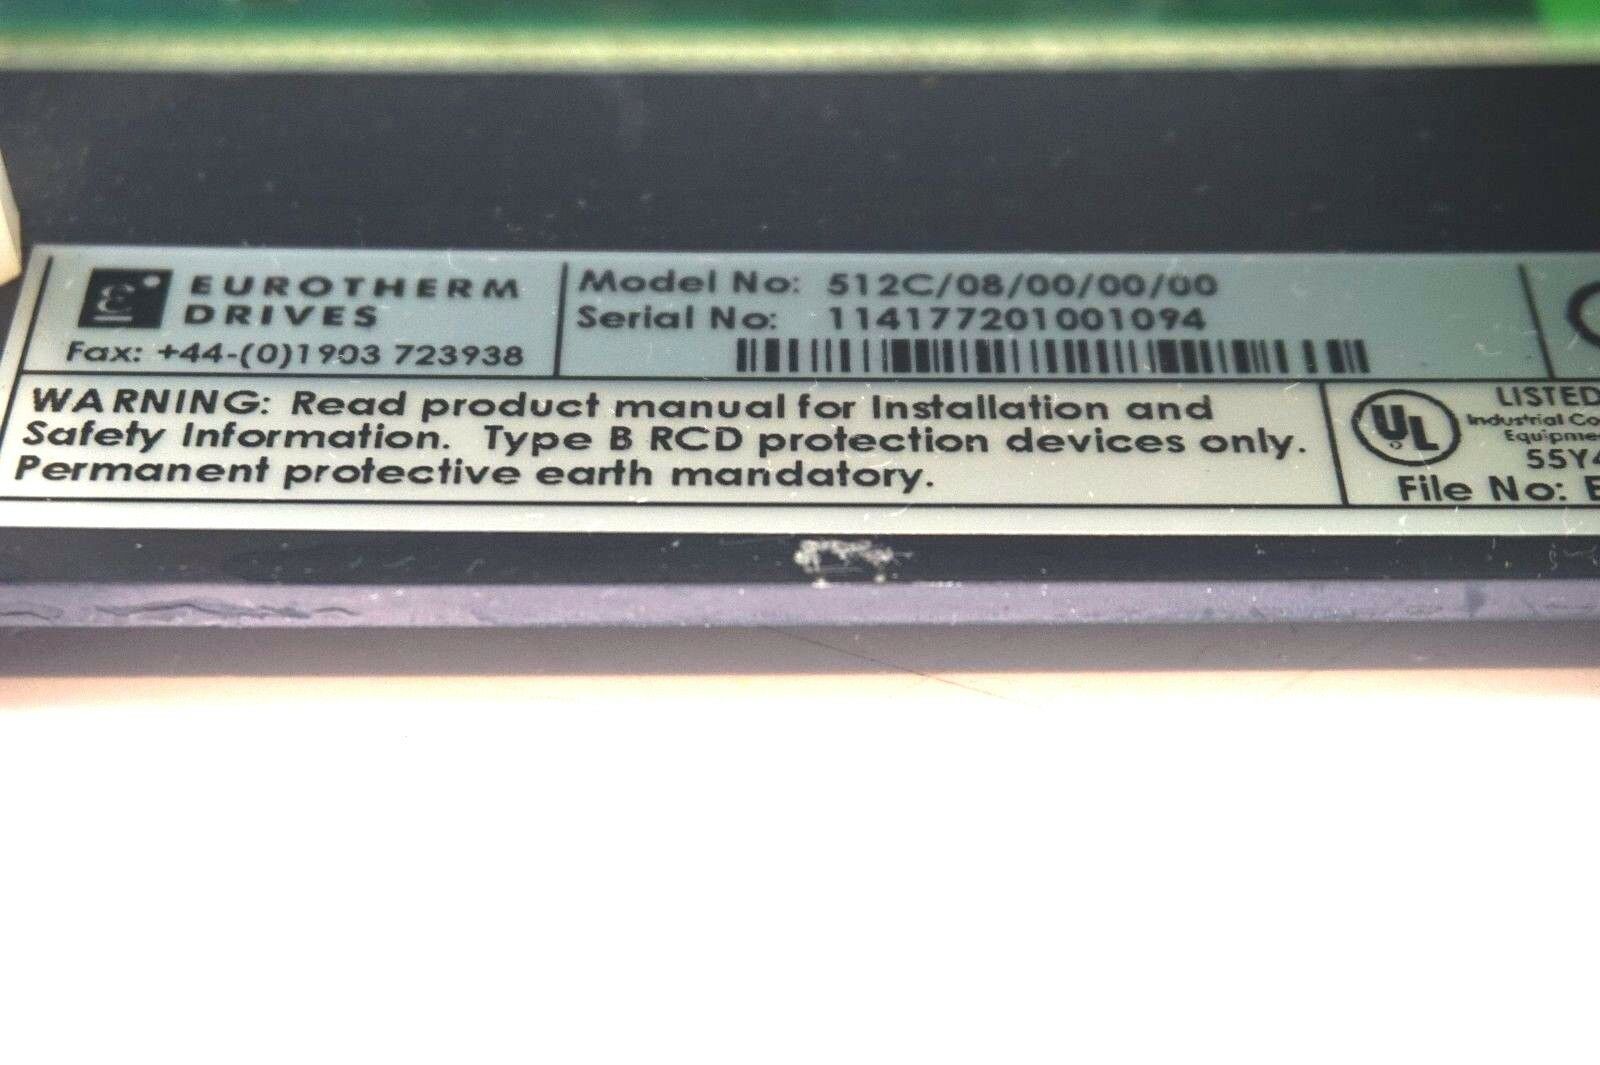 EUROTHERM
DRIVES
Fax: +44-(0)1903 723938
Model No: 512C/08/00/00/00
Serial No: 114177201001094
WARNING: Read product manual for Installation and
Safety Information. Type B RCD protection devices only.
Permanent protective earth mandatory.
UL
LISTED
Industrial
File No: